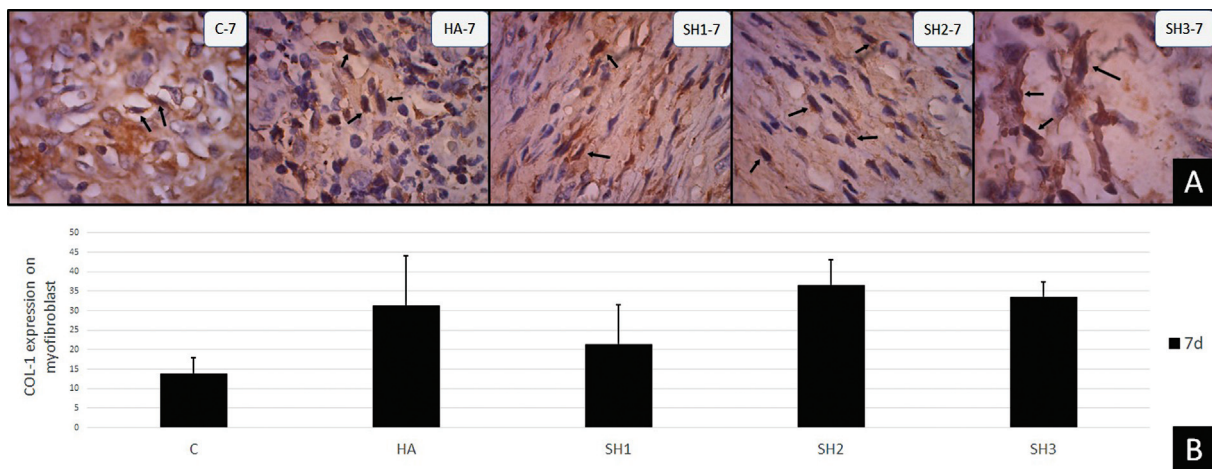 C-7
HA-7
SH1-7
SH2-7
SH3-7
A
COL-1 expression on
myofibroblast
50
45
40
35
30
25
20
15
10
5
0
C
HA
SH1
SH2
SH3
7d
B